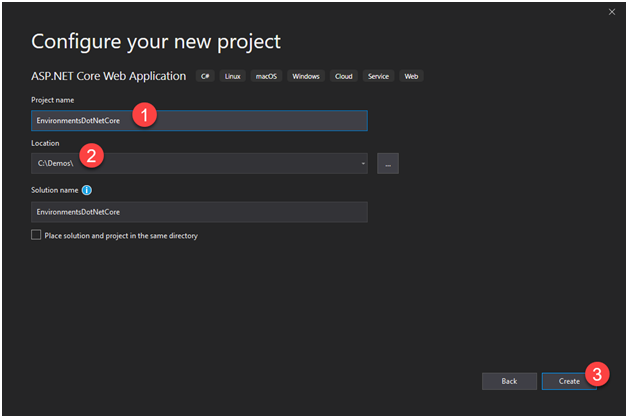 Configure your new project
ASP.NET Core Web Application C# Linux macOS Windows Cloud Service Web
Project name
EnvironmentsDotNetCore 1
Location
C:\Demos\ 2 ...
Solution name i
EnvironmentsDotNetCore
Place solution and project in the same directory
Back Create 3